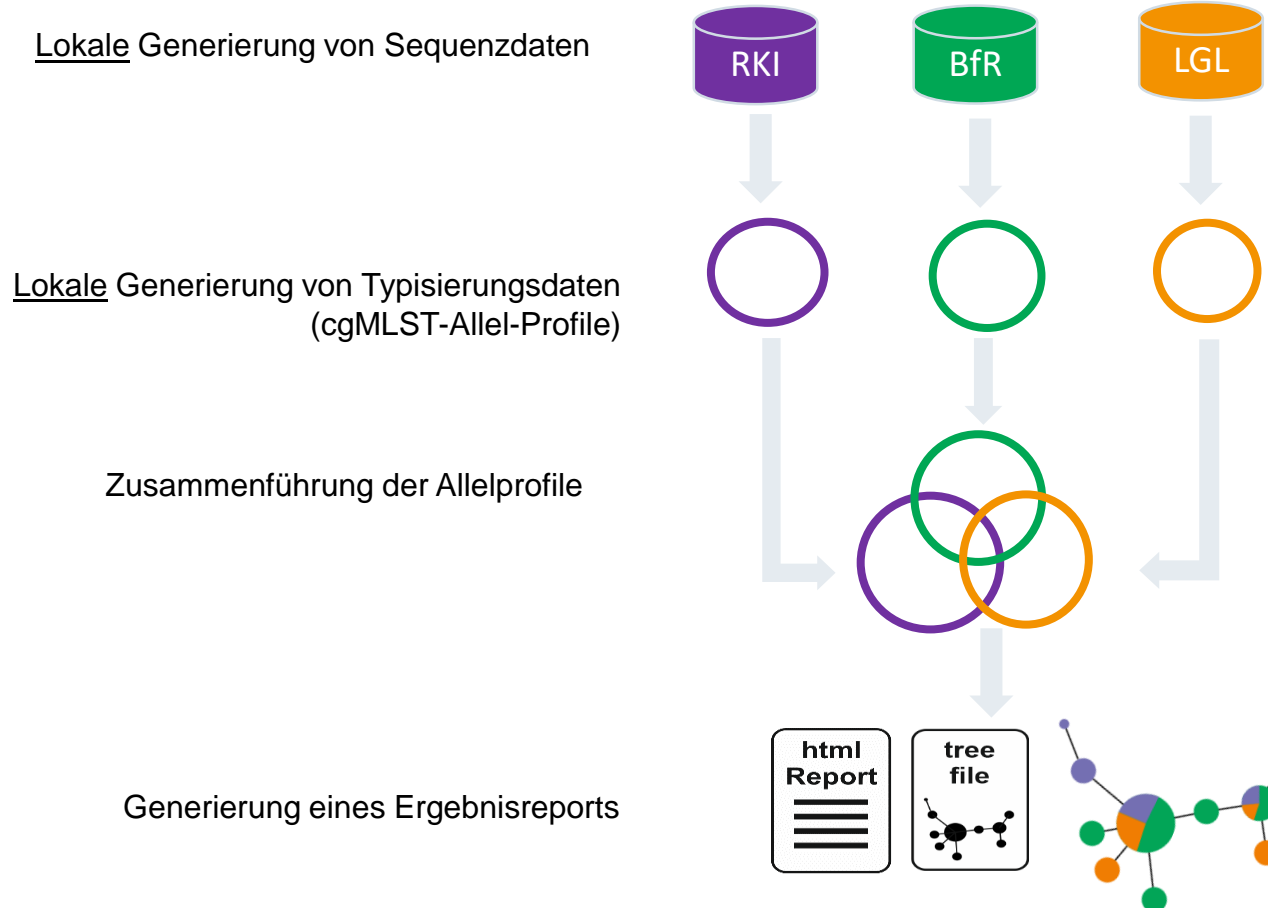 Lokale Generierung von Sequenzdaten
RKI
BfR
LGL
Lokale Generierung von Typisierungsdaten
(cgMLST-Allel-Profile)
Zusammenführung der Allelprofile
Generierung eines Ergebnisreports
html
Report
tree
file